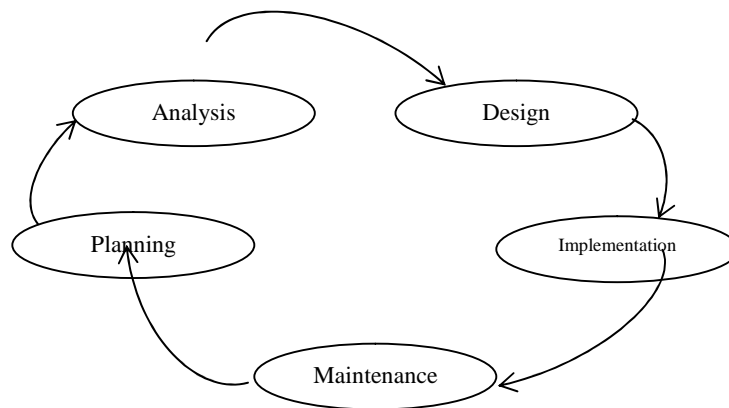 Analysis
Design
Planning
Implementation
Maintenance